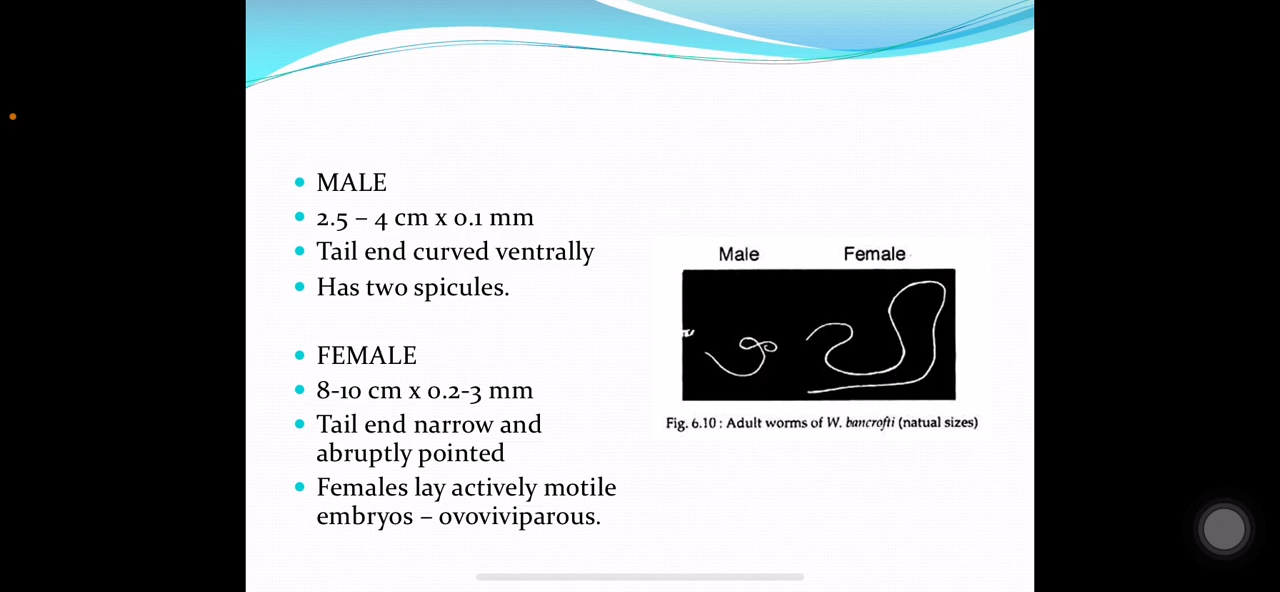 MALE
2.5 – 4 cm x 0.1 mm
Tail end curved ventrally
Has two spicules.
FEMALE
8-10 cm x 0.2-3 mm
Tail end narrow and
abruptly pointed
Females lay actively motile
embryos – ovoviviparous.
Male Female
Fig. 6.10 : Adult worms of W. bancrofti (natual sizes)